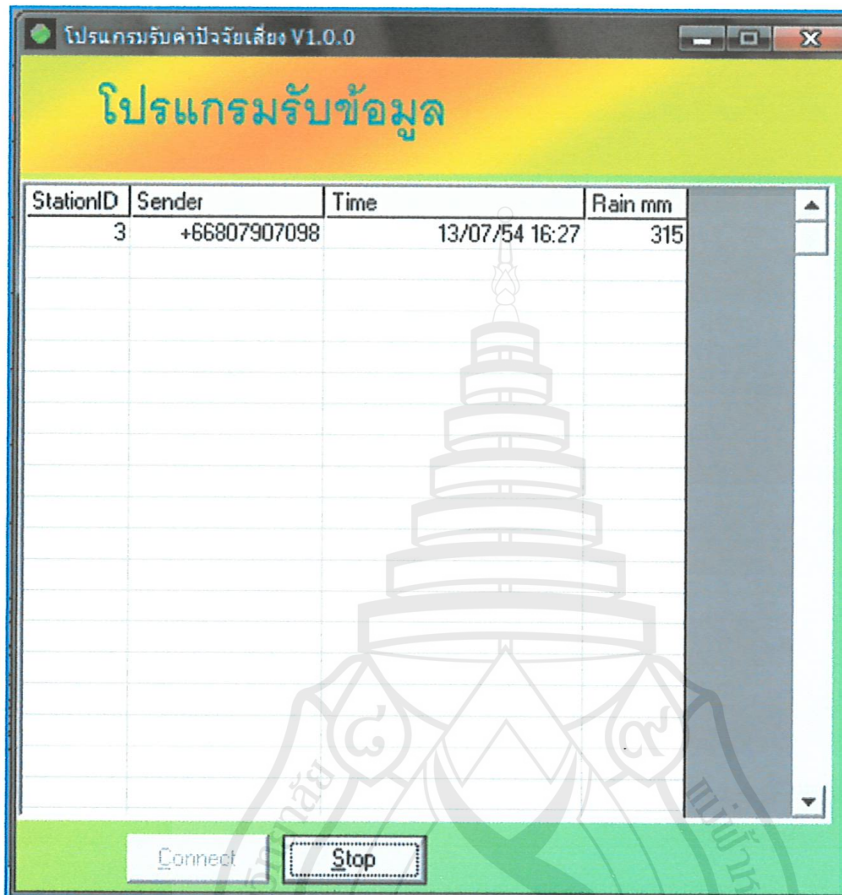 โปรแกรมรับค่าปัจจัยเสี่ยง V1.0.0
โปรแกรมรับข้อมูล
StationID Sender Time Rain mm
3 +66807907098 13/07/54 16:27 315
๘ ๙
Connect Stop